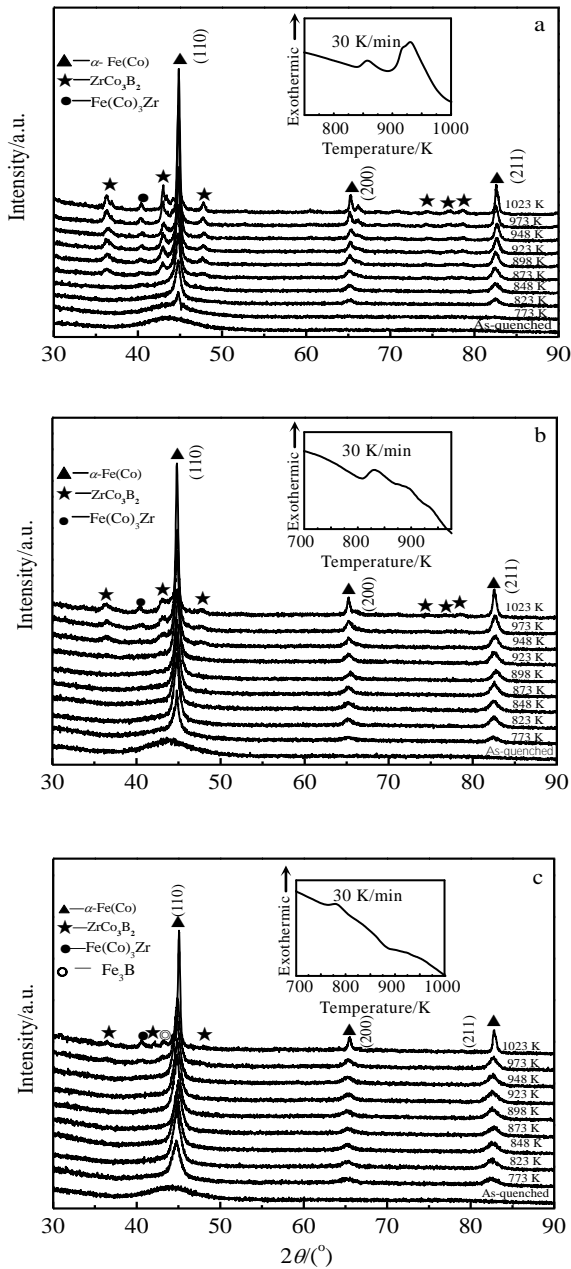 a
α- Fe(Co)
ZrCo₃B₂
Fe(Co)₃Zr
(110)
(200)
(211)
Exothermic
30 K/min
800 900 1000
Temperature/K
Intensity/a.u.
1023 K
973 K
948 K
923 K
898 K
873 K
848 K
823 K
773 K
As-quenched
30 40 50 60 70 80 90
b
—α-Fe(Co)
—ZrCo₃B₂
—Fe(Co)₃Zr
(110)
(200)
(211)
Exothermic
30 K/min
700 800 900
Temperature/K
Intensity/a.u.
1023 K
973 K
948 K
923 K
898 K
873 K
848 K
823 K
773 K
As-quenched
30 40 50 60 70 80 90
c
—α-Fe(Co)
—ZrCo₃B₂
—Fe(Co)₃Zr
— Fe₃B
(110)
(200)
(211)
Exothermic
30 K/min
700 800 900 1000
Temperature/K
Intensity/a.u.
1023 K
973 K
948 K
923 K
898 K
873 K
848 K
823 K
773 K
As-quenched
30 40 50 60 70 80 90
2θ/(°)